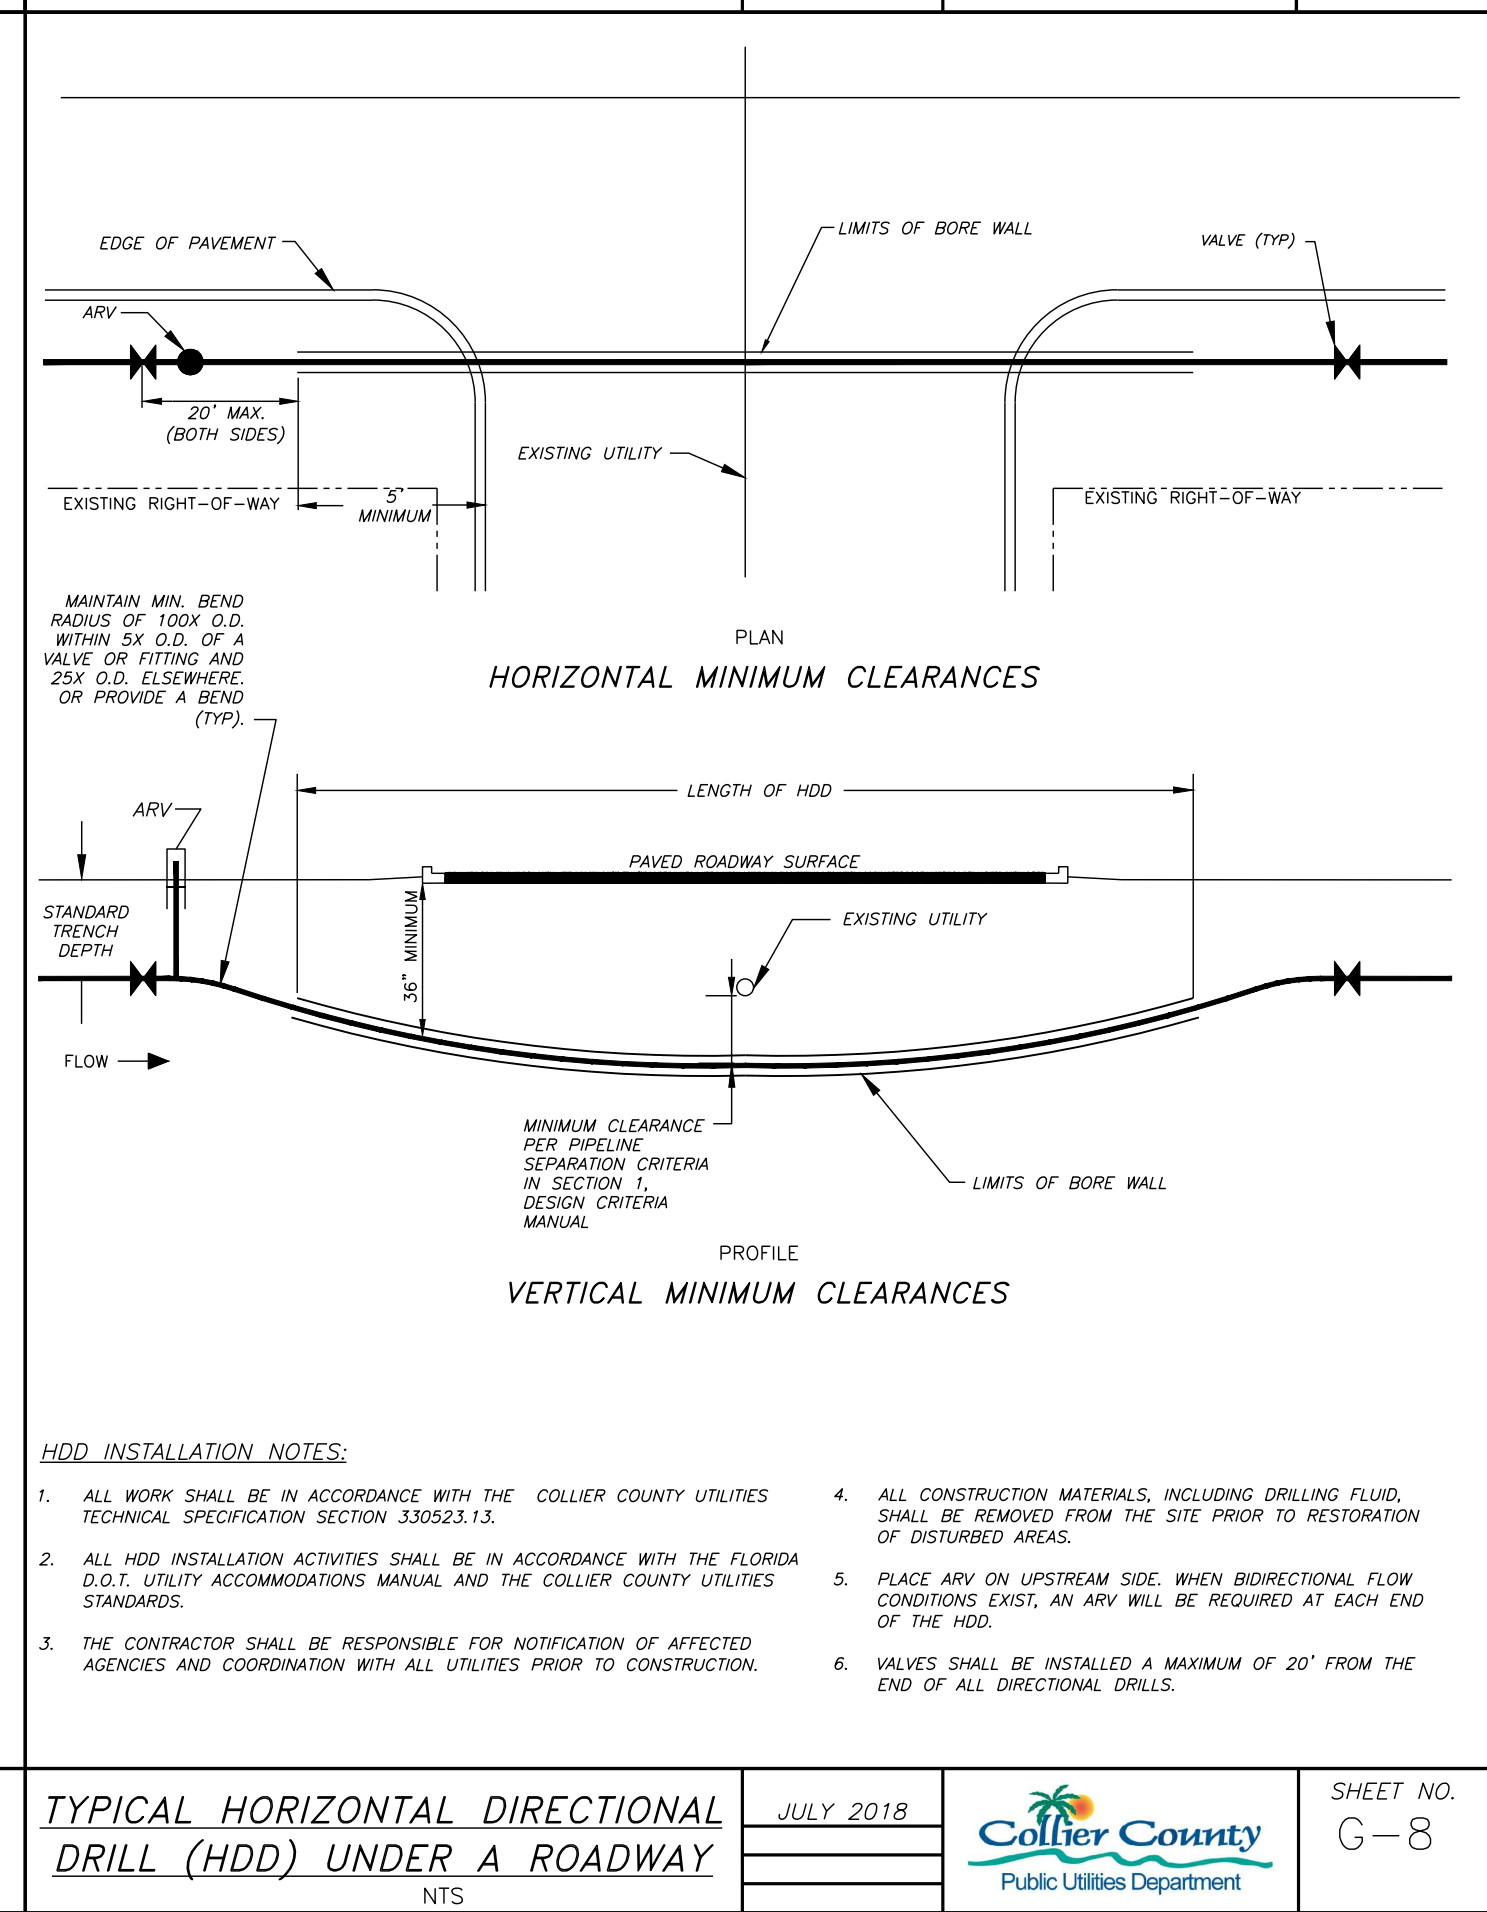 EDGE OF PAVEMENT
LIMITS OF BORE WALL
VALVE (TYP)
ARV
20' MAX.
(BOTH SIDES)
EXISTING UTILITY
EXISTING RIGHT-OF-WAY
5'
MINIMUM
EXISTING RIGHT-OF-WAY
MAINTAIN MIN. BEND
RADIUS OF 100X O.D.
WITHIN 5X O.D. OF A
VALVE OR FITTING AND
25X O.D. ELSEWHERE.
OR PROVIDE A BEND
(TYP).
PLAN
HORIZONTAL MINIMUM CLEARANCES
LENGTH OF HDD
ARV
PAVED ROADWAY SURFACE
STANDARD
TRENCH
DEPTH
36" MINIMUM
EXISTING UTILITY
FLOW
MINIMUM CLEARANCE
PER PIPELINE
SEPARATION CRITERIA
IN SECTION 1,
DESIGN CRITERIA
MANUAL
LIMITS OF BORE WALL
PROFILE
VERTICAL MINIMUM CLEARANCES
HDD INSTALLATION NOTES:
1. ALL WORK SHALL BE IN ACCORDANCE WITH THE COLLIER COUNTY UTILITIES
TECHNICAL SPECIFICATION SECTION 330523.13.
2. ALL HDD INSTALLATION ACTIVITIES SHALL BE IN ACCORDANCE WITH THE FLORIDA
D.O.T. UTILITY ACCOMMODATIONS MANUAL AND THE COLLIER COUNTY UTILITIES
STANDARDS.
3. THE CONTRACTOR SHALL BE RESPONSIBLE FOR NOTIFICATION OF AFFECTED
AGENCIES AND COORDINATION WITH ALL UTILITIES PRIOR TO CONSTRUCTION.
4. ALL CONSTRUCTION MATERIALS, INCLUDING DRILLING FLUID,
SHALL BE REMOVED FROM THE SITE PRIOR TO RESTORATION
OF DISTURBED AREAS.
5. PLACE ARV ON UPSTREAM SIDE. WHEN BIDIRECTIONAL FLOW
CONDITIONS EXIST, AN ARV WILL BE REQUIRED AT EACH END
OF THE HDD.
6. VALVES SHALL BE INSTALLED A MAXIMUM OF 20' FROM THE
END OF ALL DIRECTIONAL DRILLS.
TYPICAL HORIZONTAL DIRECTIONAL
DRILL (HDD) UNDER A ROADWAY
NTS
JULY 2018
Collier County
Public Utilities Department
SHEET NO.
G-8